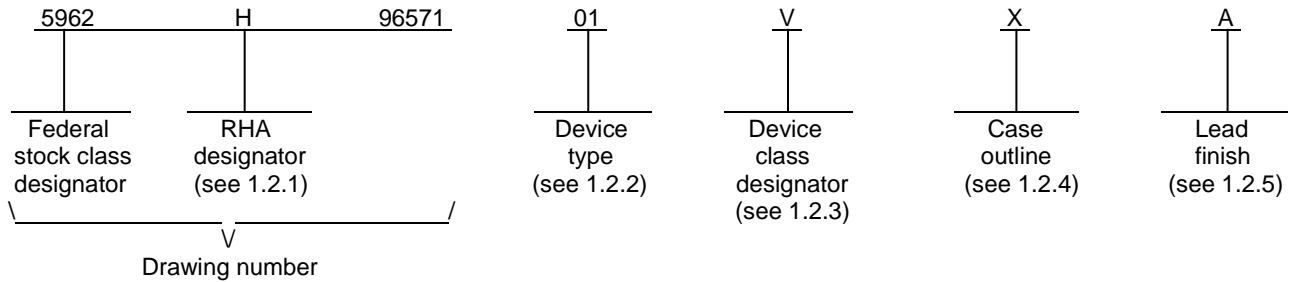 5962 H 96571 01 V X A
Federal stock class designator
RHA designator (see 1.2.1)
Device type (see 1.2.2)
Device class designator (see 1.2.3)
Case outline (see 1.2.4)
Lead finish (see 1.2.5)
Drawing number